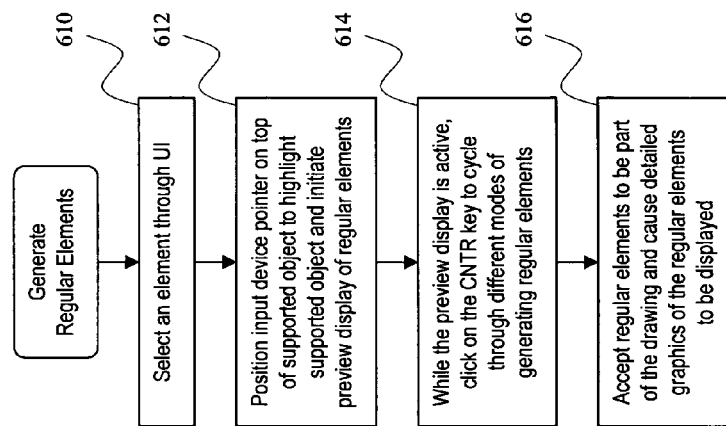 Generate
Regular Elements
610
Select an element through UI
612
Position input device pointer on top
of supported object to highlight
supported object and initiate
preview display of regular elements
614
While the preview display is active,
click on the CNTR key to cycle
through different modes of
generating regular elements
616
Accept regular elements to be part
of the drawing and cause detailed
graphics of the regular elements
to be displayed